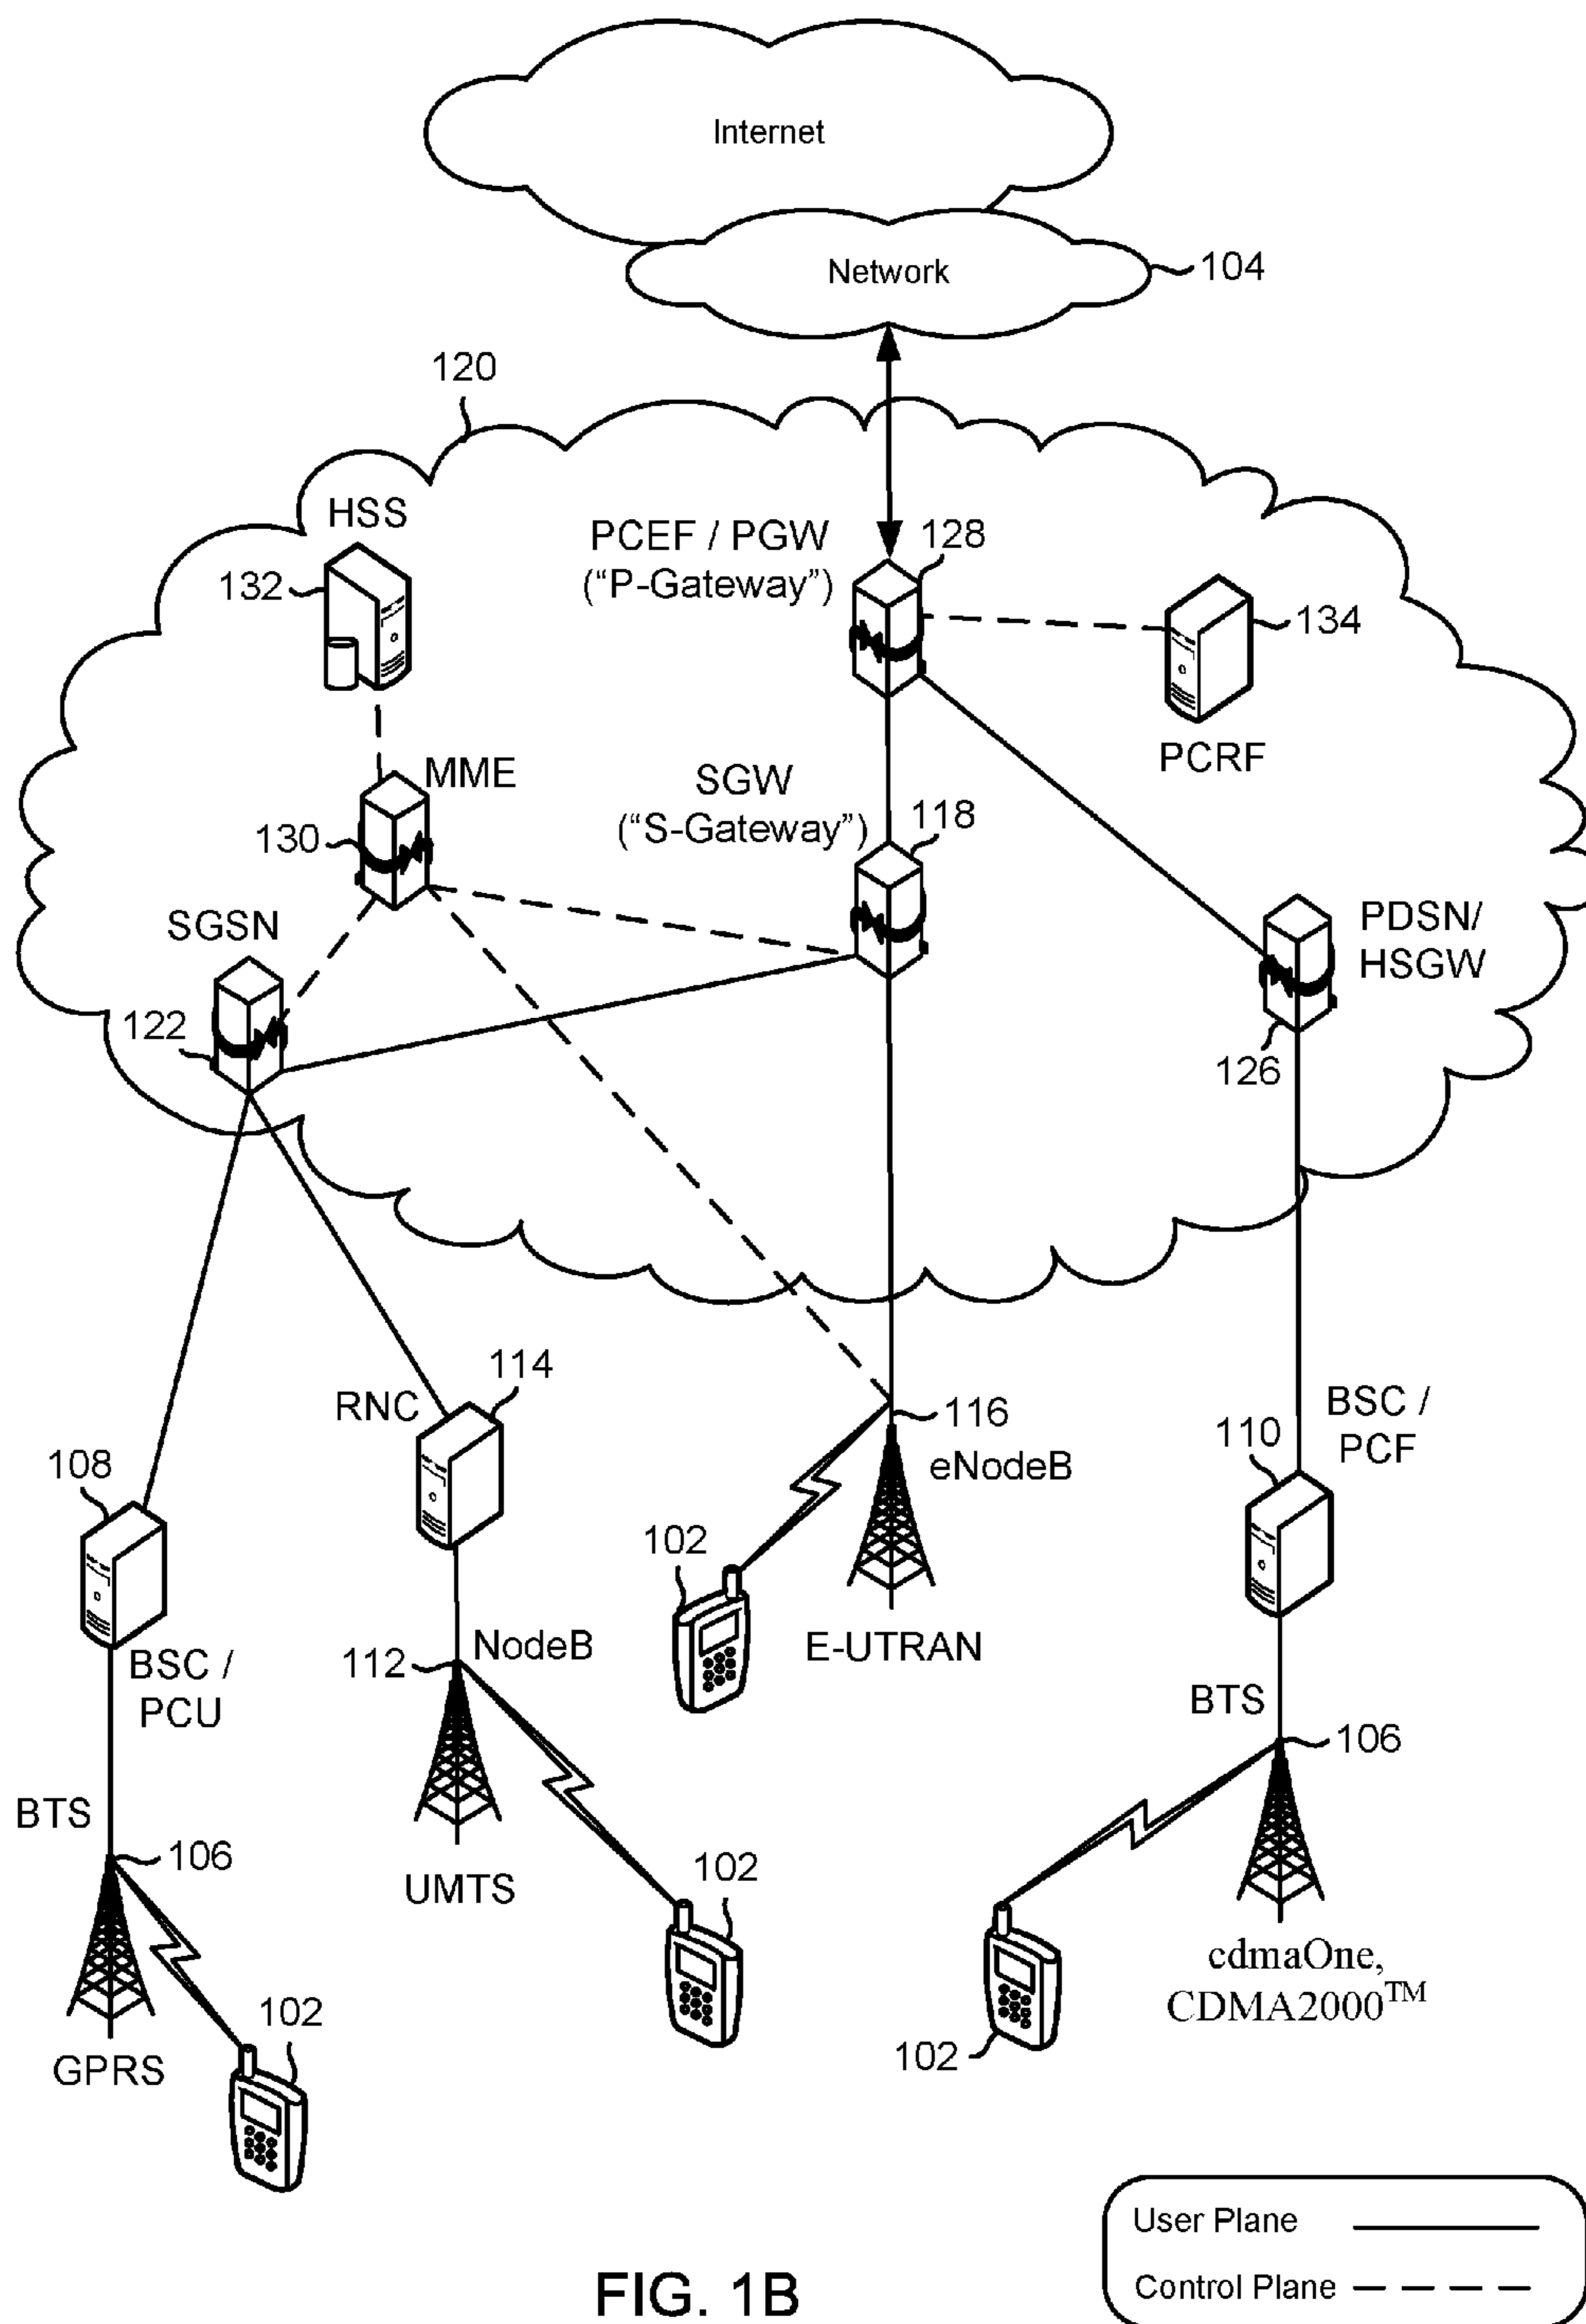 Internet
Network
104
120
HSS
132
PCEF / PGW
(“P-Gateway”)
128
134
PCRF
MME
130
SGW
(“S-Gateway”)
118
SGSN
122
PDSN/
HSGW
126
114
RNC
116
eNodeB
BSC /
PCF
110
108
102
E-UTRAN
BSC /
PCU
NodeB
112
BTS
106
BTS
106
UMTS
102
cdmaOne,
CDMA2000™
102
102
GPRS
User Plane
Control Plane
FIG. 1B